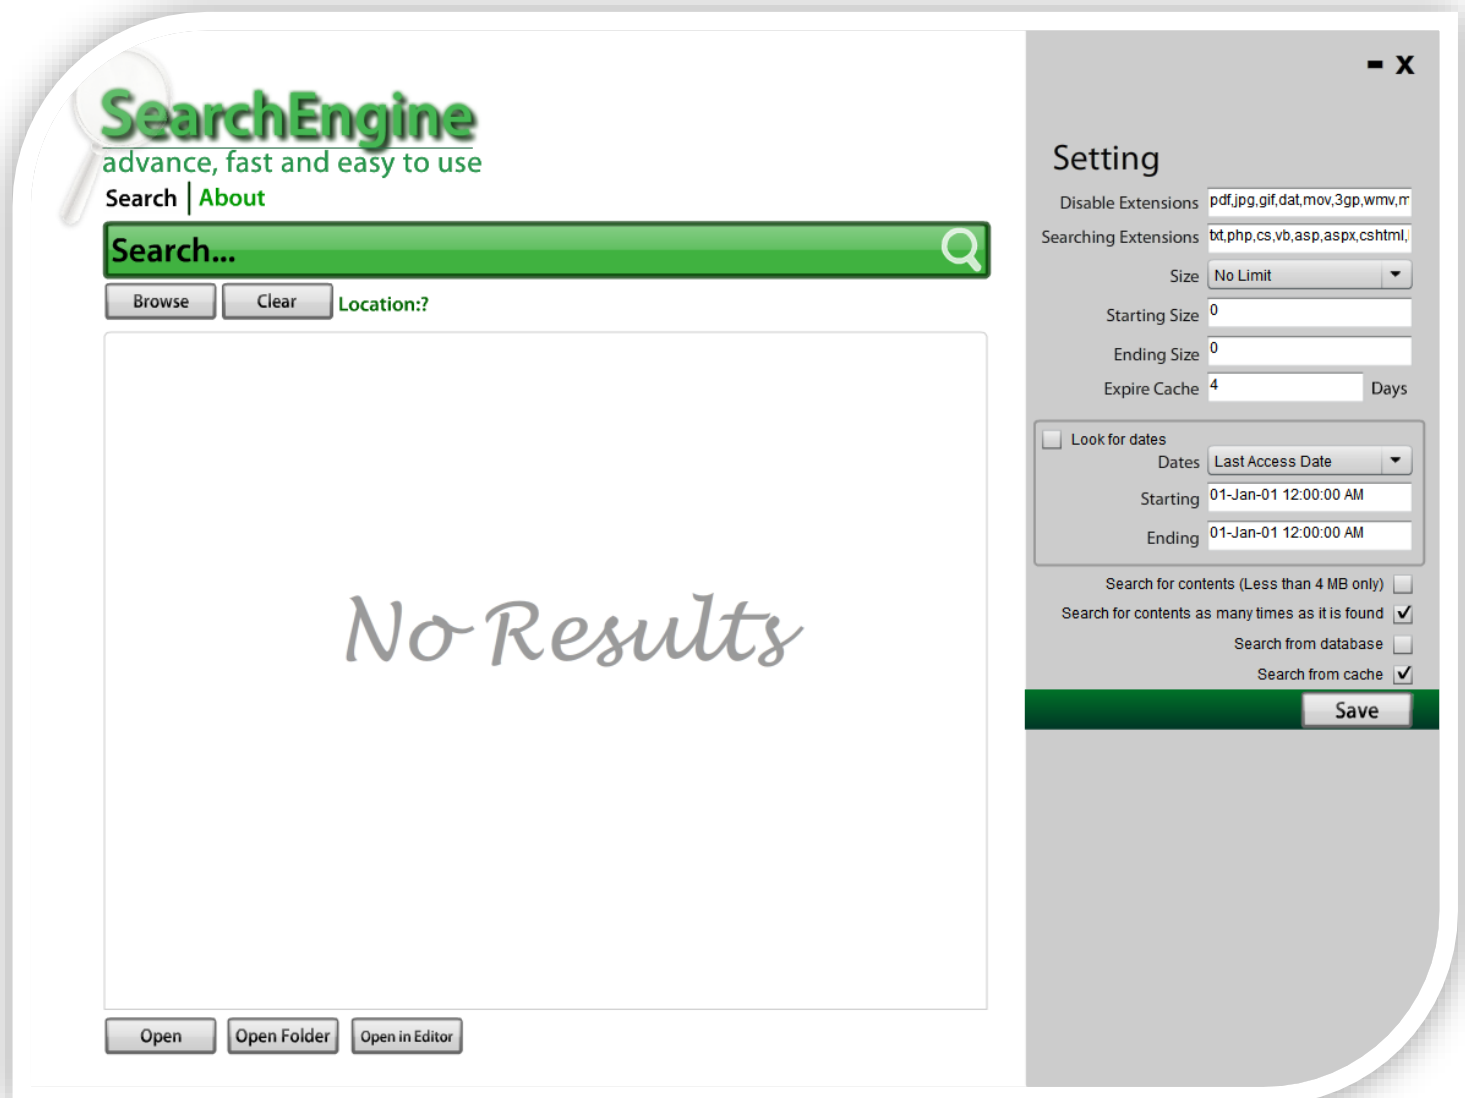 SearchEngine
advance, fast and easy to use
Search | About
Search...
Browse
Clear
Location:?
No Results
Open
Open Folder
Open in Editor
- X
Setting
Disable Extensions pdf,jpg,gif,dat,mov,3gp,wmv,m
Searching Extensions txt,php,cs,vb,asp,aspx,cshtml,
Size No Limit
Starting Size 0
Ending Size 0
Expire Cache 4 Days
Look for dates
Dates Last Access Date
Starting 01-Jan-01 12:00:00 AM
Ending 01-Jan-01 12:00:00 AM
Search for contents (Less than 4 MB only)
Search for contents as many times as it is found
Search from database
Search from cache
Save